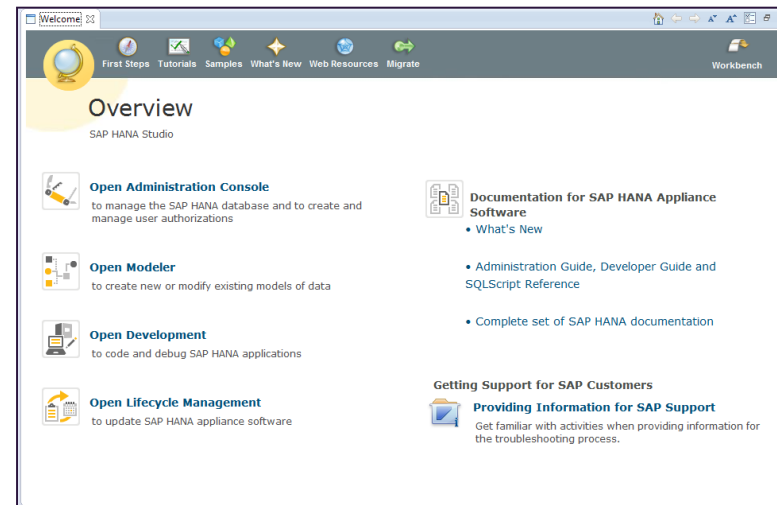 Welcome
First Steps Tutorials Samples What's New Web Resources Migrate
Workbench
Overview
SAP HANA Studio
Open Administration Console
to manage the SAP HANA database and to create and
manage user authorizations
Open Modeler
to create new or modify existing models of data
Open Development
to code and debug SAP HANA applications
Open Lifecycle Management
to update SAP HANA appliance software
Documentation for SAP HANA Appliance
Software
• What's New
• Administration Guide, Developer Guide and
SQLScript Reference
• Complete set of SAP HANA documentation
Getting Support for SAP Customers
Providing Information for SAP Support
Get familiar with activities when providing information for
the troubleshooting process.